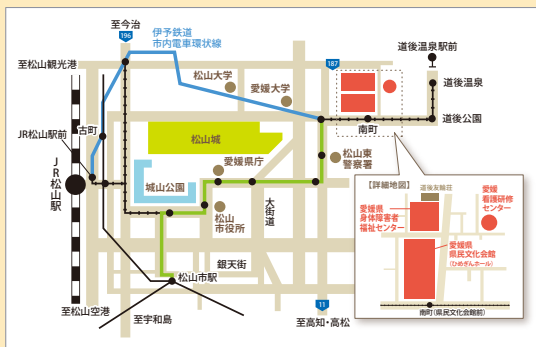 至今治
196
伊予鉄道
市内電車環状線
至松山観光港
187
道後温泉駅前
松山大学
愛媛大学
道後温泉
古町
南町
道後公園
JR松山駅前
松山城
松山東
警察署
愛媛県庁
JR松山駅
城山公園
大街道
松山
市役所
銀天街
松山市駅
至松山空港
至宇和島
11
至高知・高松
【詳細地図】
道後友輪荘
愛媛
看護研修
センター
愛媛県
身体障害者
福祉センター
愛媛県
県民文化会館
(ひめぎんホール)
南町(県民文化会館前)